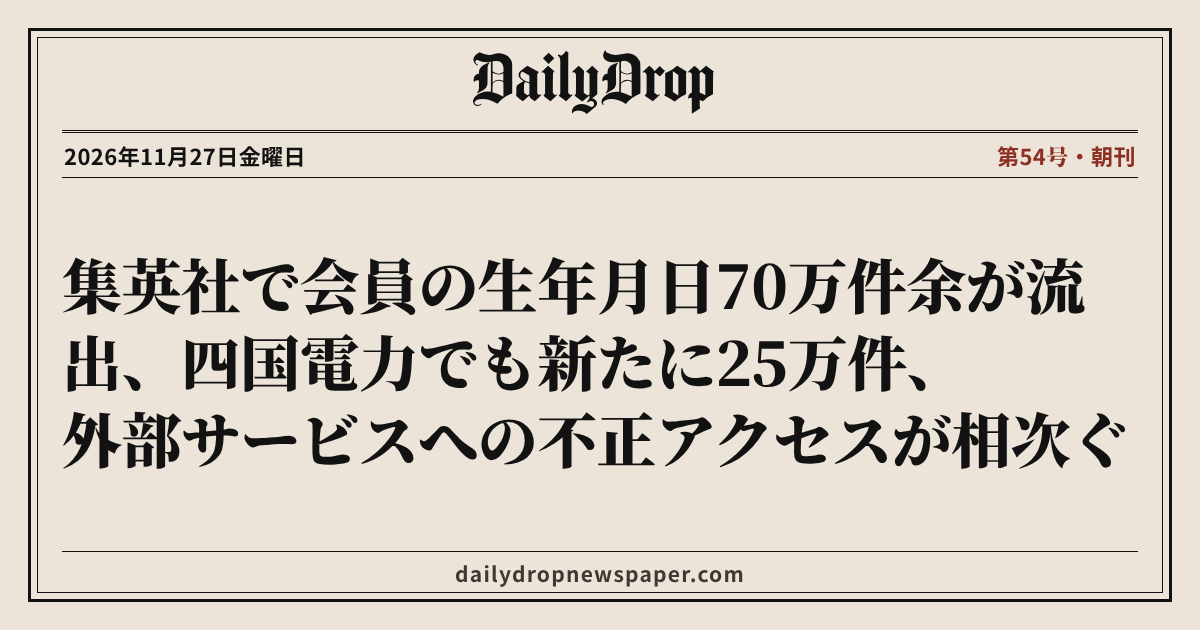 DailyDrop
2026年11月27日金曜日
第54号・朝刊
集英社で会員の生年月日70万件余が流
出、四国電力でも新たに25万件、
外部サービスへの不正アクセスが相次ぐ
dailydropnewspaper.com